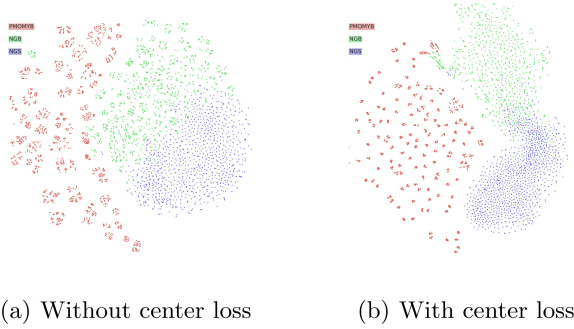 PMOMYB
NGB
NGS
PMOMYB
NGB
NGS
(a) Without center loss
(b) With center loss